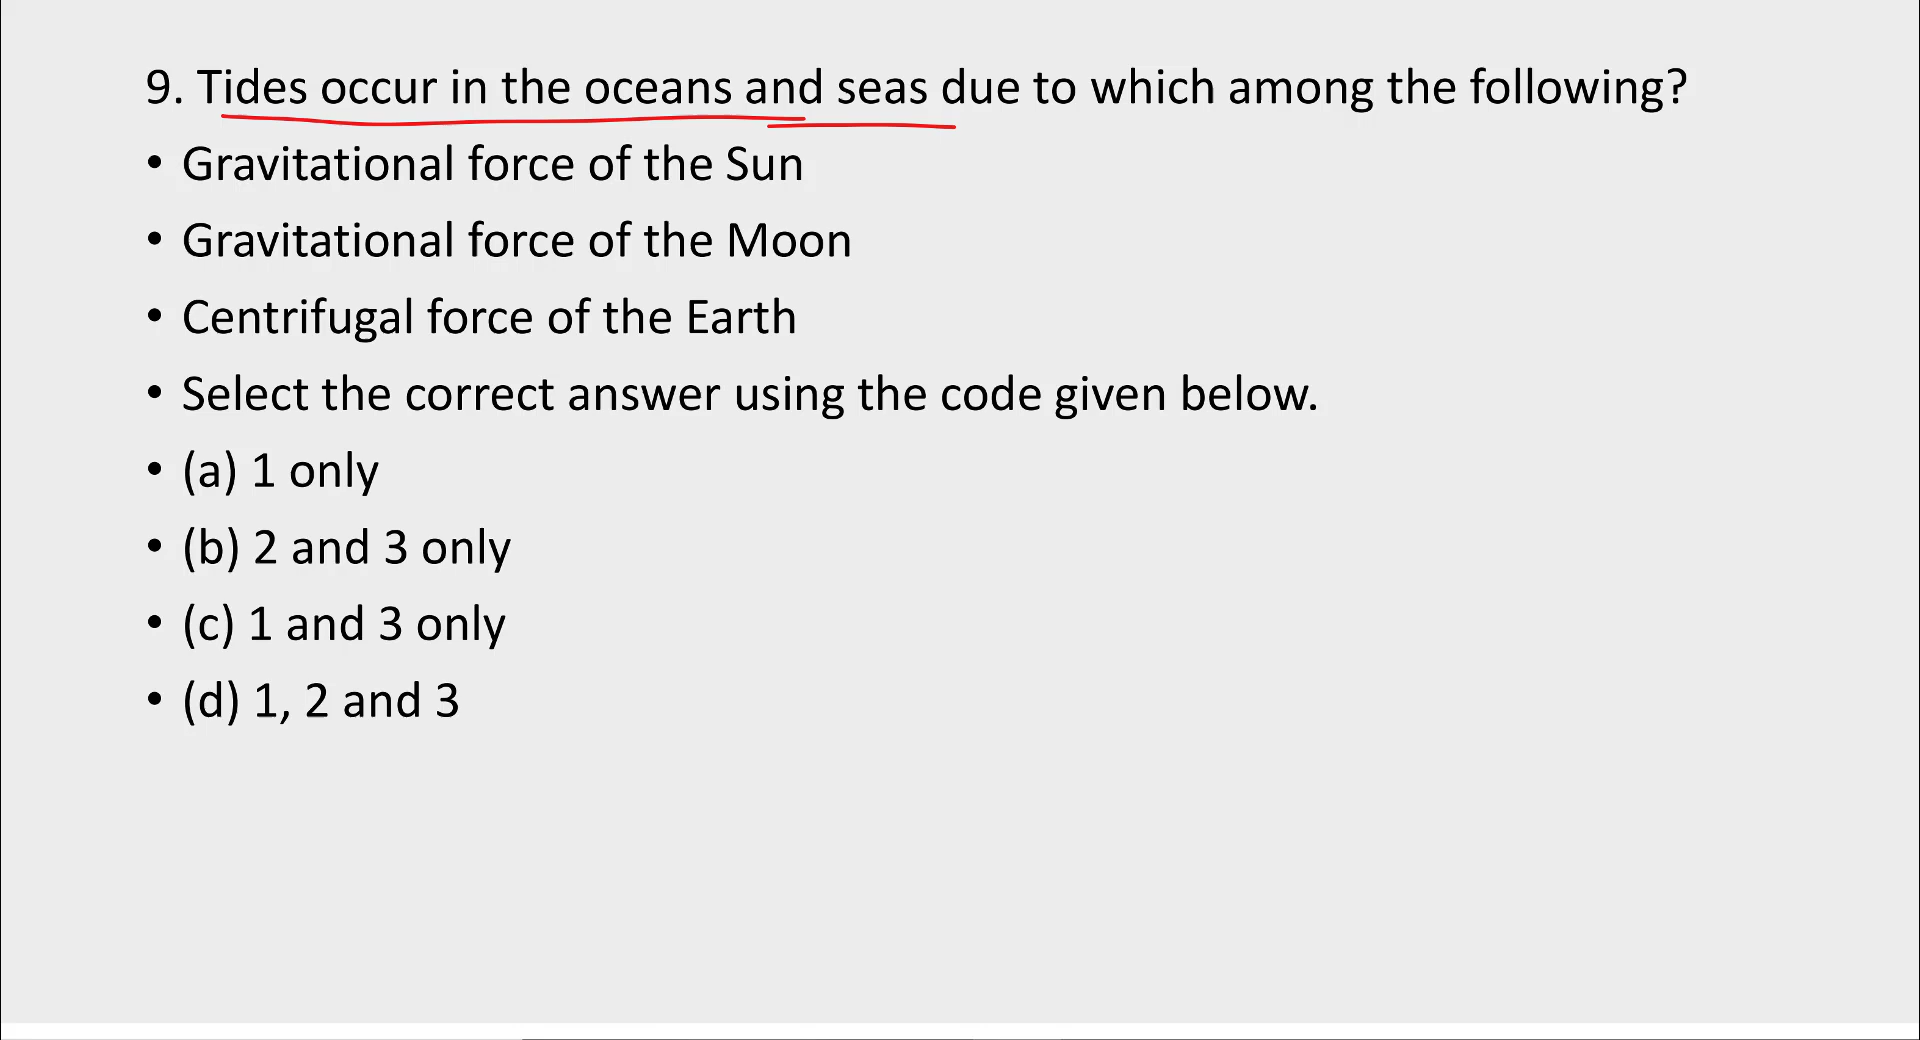 9. Tides occur in the oceans and seas due to which among the following?
• Gravitational force of the Sun
• Gravitational force of the Moon
• Centrifugal force of the Earth
• Select the correct answer using the code given below.
• (a) 1 only
• (b) 2 and 3 only
• (c) 1 and 3 only
• (d) 1, 2 and 3